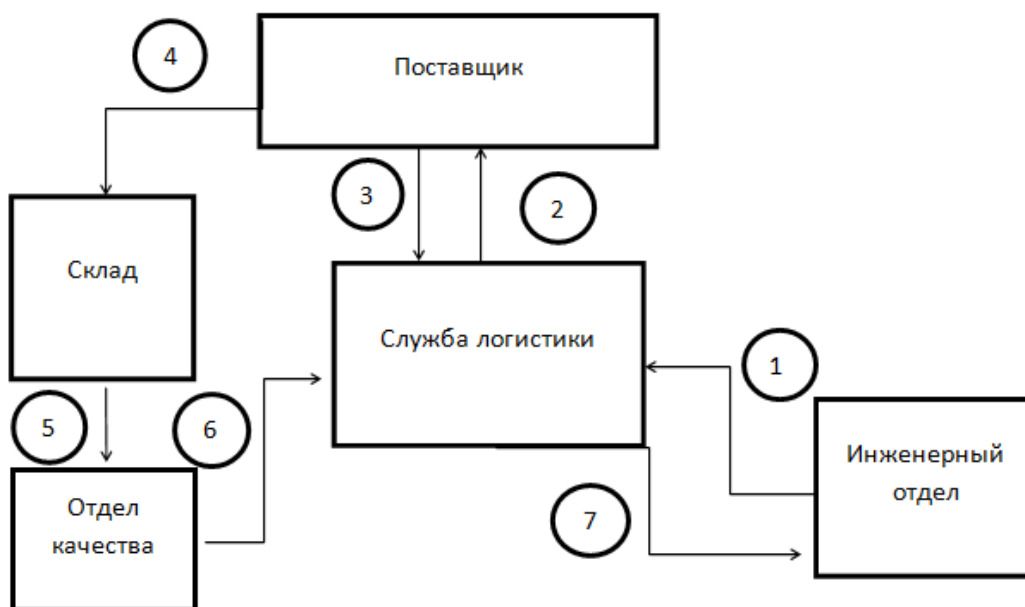 4
Поставщик
3
2
Склад
Служба логистики
1
5
6
Инженерный
отдел
Отдел
качества
7